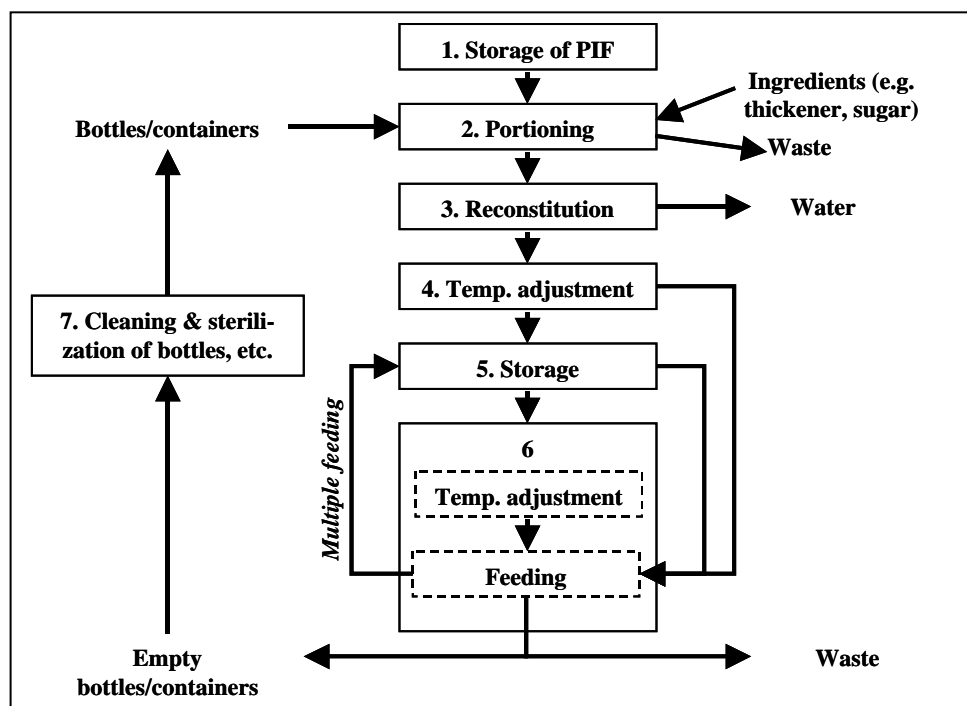 1. Storage of PIF
Ingredients (e.g.
thickener, sugar)
Bottles/containers
2. Portioning
Waste
3. Reconstitution
Water
4. Temp. adjustment
7. Cleaning & sterili-
zation of bottles, etc.
5. Storage
Multiple feeding
6
Temp. adjustment
Feeding
Empty
bottles/containers
Waste